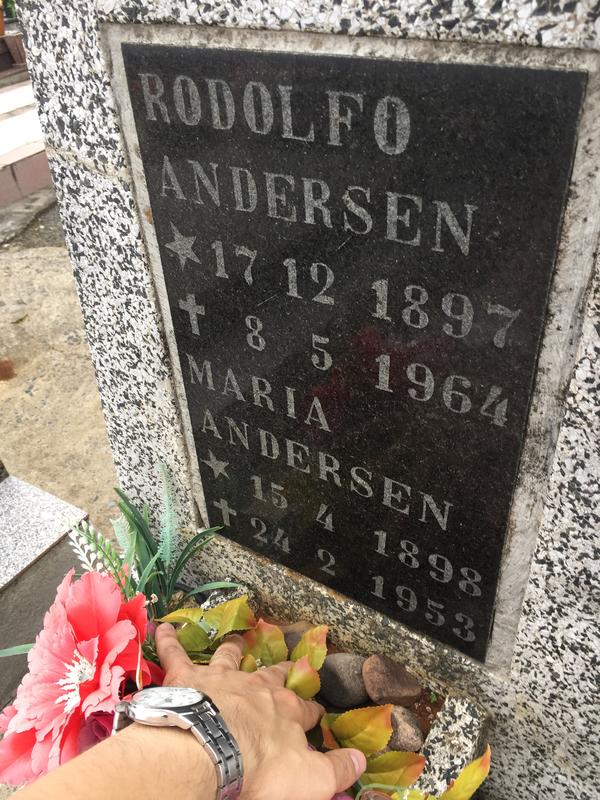 RODOLFO
ANDERSEN
★ 17 12 1897
✝ 8 5 1964
MARIA
ANDERSEN
★ 15 4 1898
✝ 24 2 1953